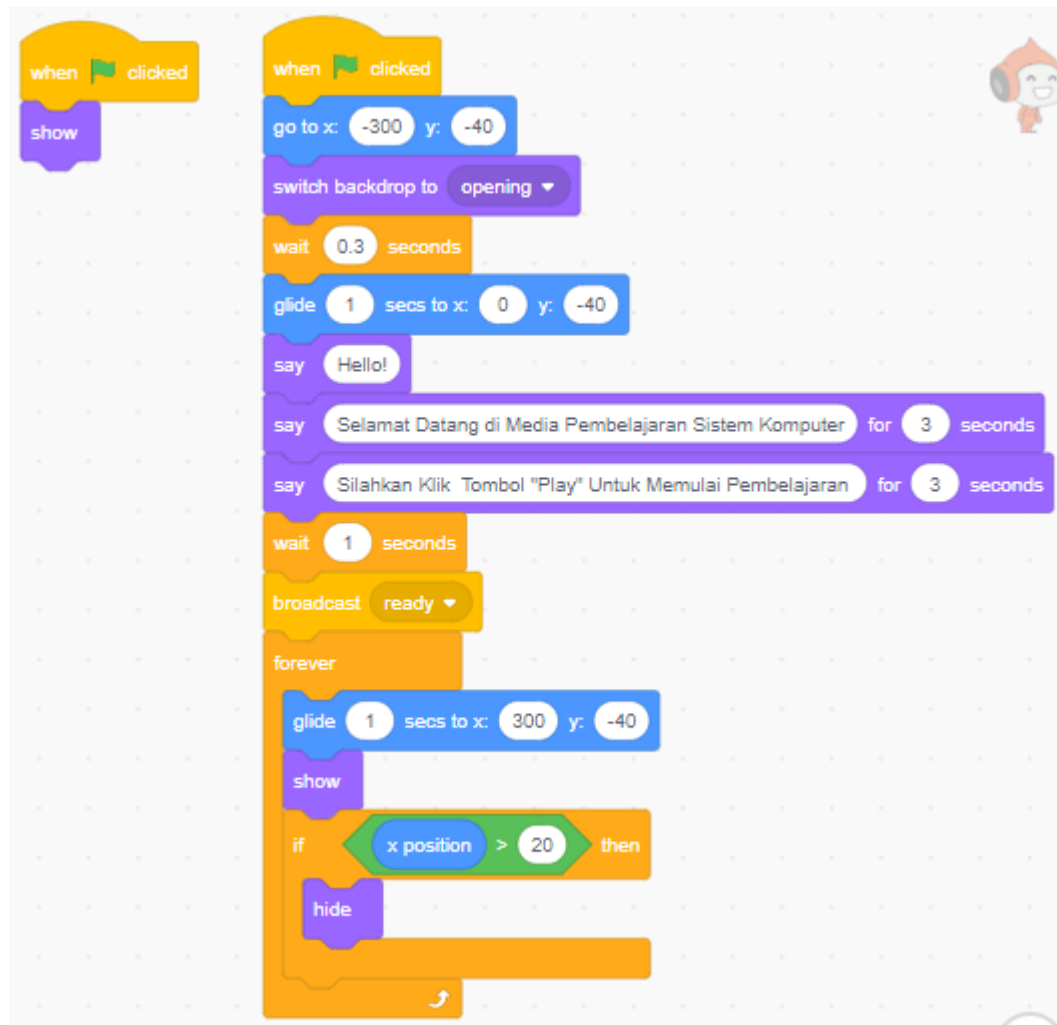 when clicked
show
when clicked
go to x: -300 y: -40
switch backdrop to opening
wait 0.3 seconds
glide 1 secs to x: 0 y: -40
say Hello!
say Selamat Datang di Media Pembelajaran Sistem Komputer for 3 seconds
say Silahkan Klik Tombol "Play" Untuk Memulai Pembelajaran for 3 seconds
wait 1 seconds
broadcast ready
forever
glide 1 secs to x: 300 y: -40
show
if x position > 20 then
hide